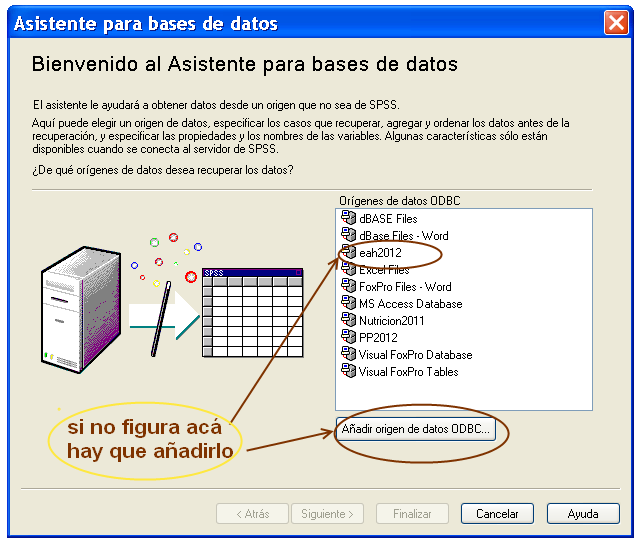 Asistente para bases de datos
Bienvenido al Asistente para bases de datos
El asistente le ayudará a obtener datos desde un origen que no sea de SPSS.
Aquí puede elegir un origen de datos, especificar los casos que recuperar, agregar y ordenar los datos antes de la
recuperación, y especificar las propiedades y los nombres de las variables. Algunas características sólo están
disponibles cuando se conecta al servidor de SPSS.
¿De qué orígenes de datos desea recuperar los datos?
Orígenes de datos ODBC
dBASE Files
dBase Files - Word
eah2012
Excel Files
FoxPro Files - Word
MS Access Database
Nutricion2011
PP2012
Visual FoxPro Database
Visual FoxPro Tables
SPSS
si no figura acá
hay que añadirlo
Añadir origen de datos ODBC...
< Atrás
Siguiente >
Finalizar
Cancelar
Ayuda